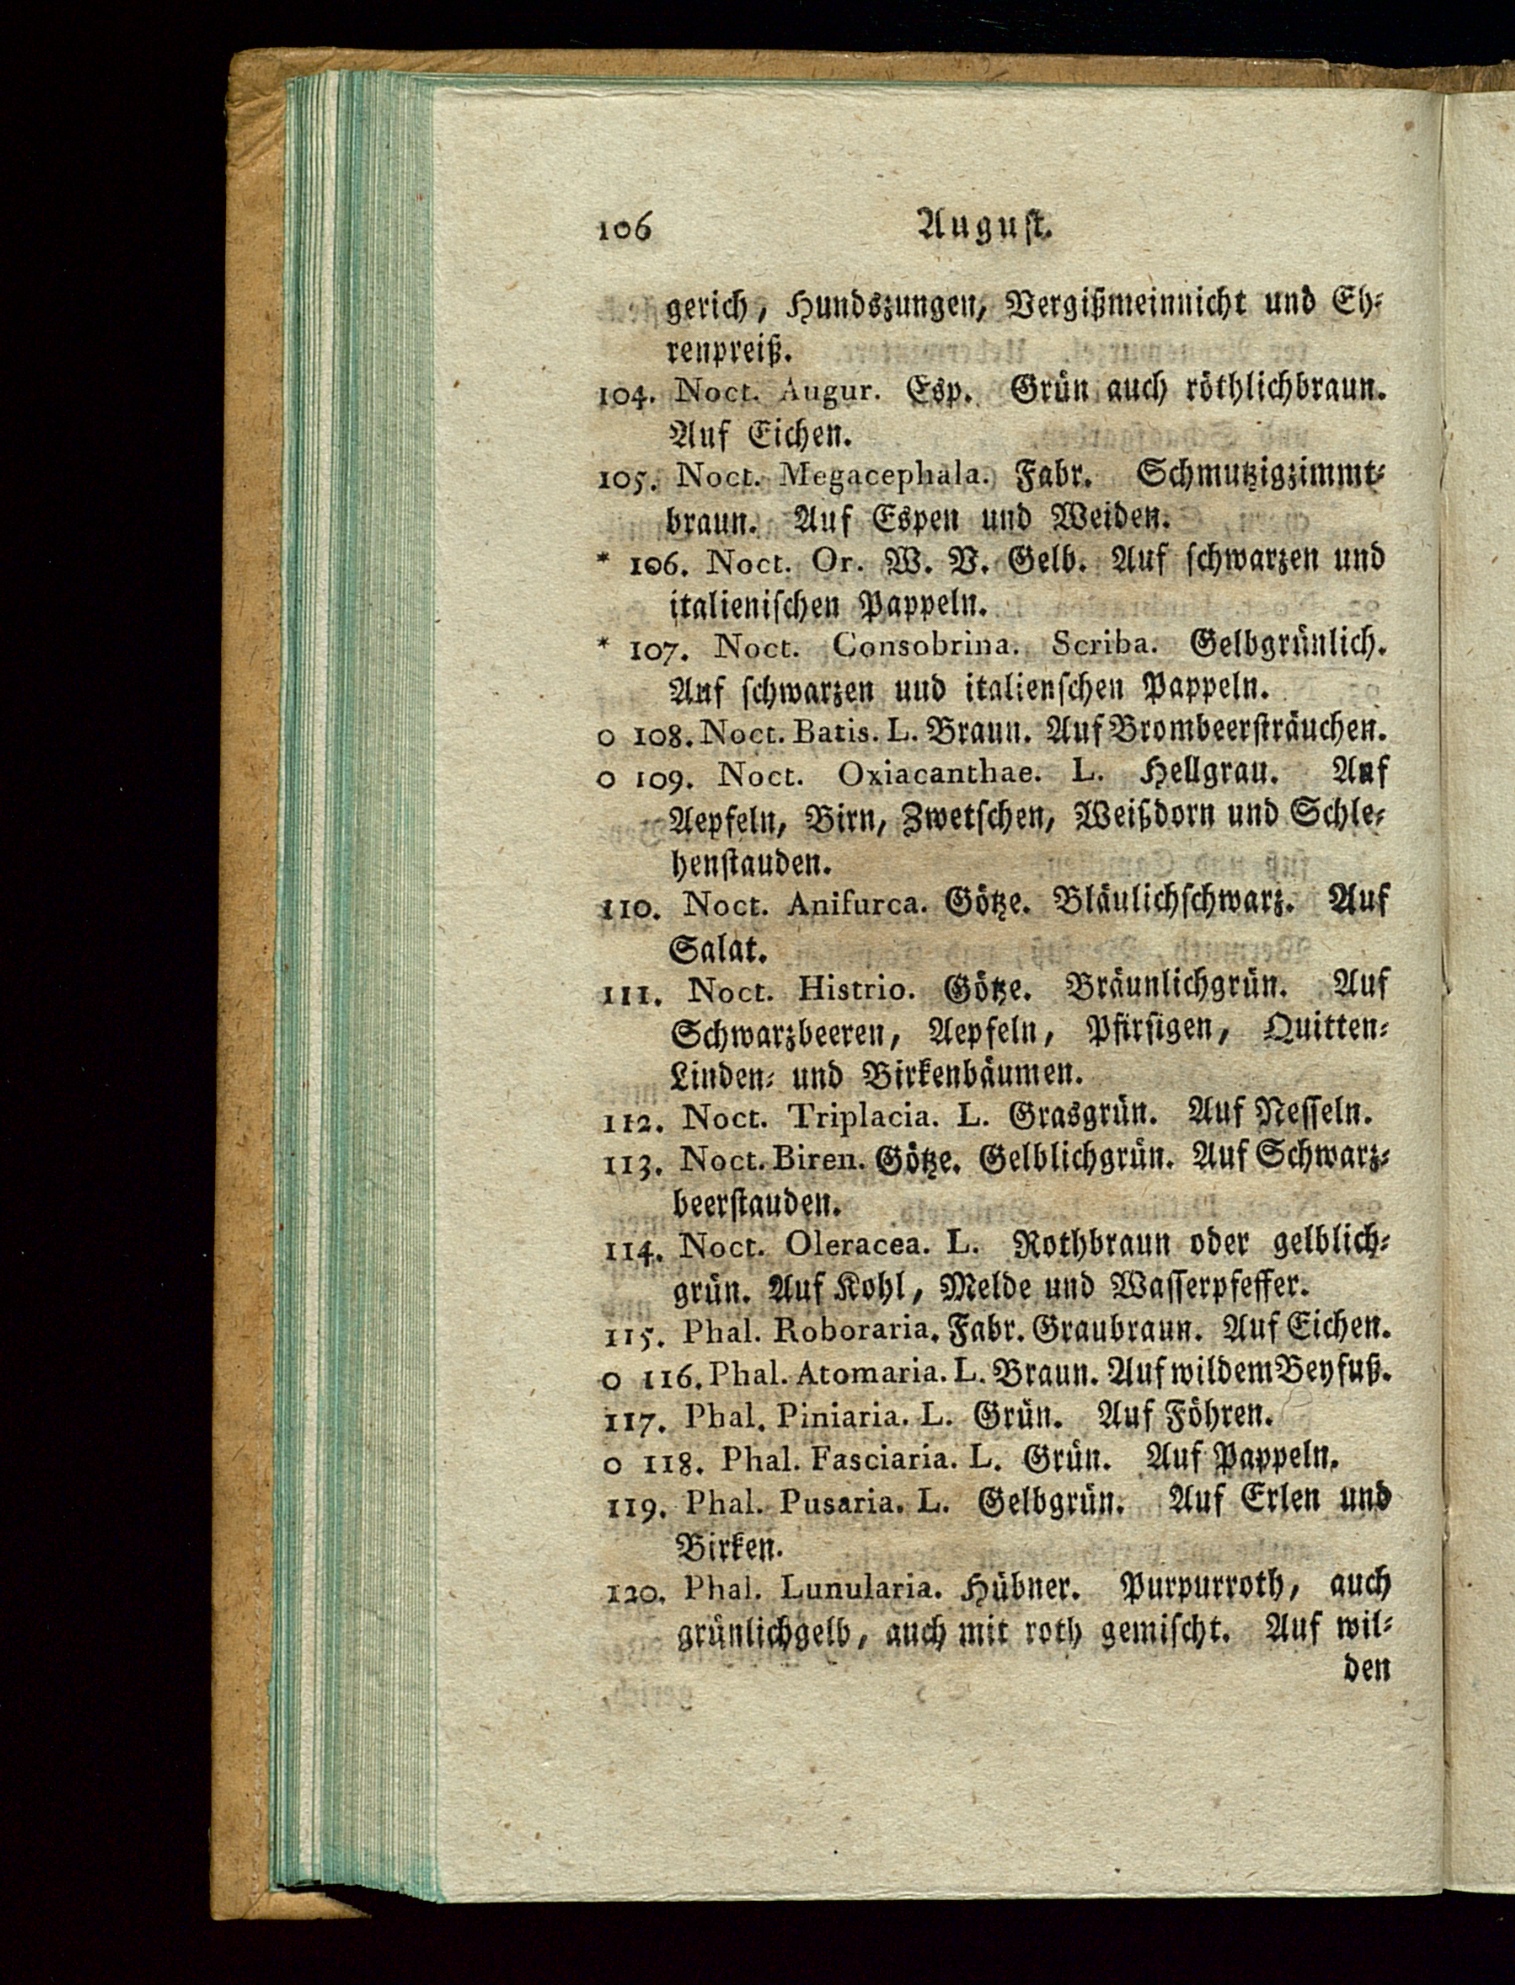 106 August.
gerich, Hundszungen, Vergißmeinnicht und Eh-
renpreiß.
104. Noct. Augur. Esp. Grün auch röthlichbraun.
Auf Eichen.
105. Noct. Megacephala. Fabr. Schmutzigzimmt-
braun. Auf Espen und Weiden.
* 106. Noct. Or. W. V. Gelb. Auf schwarzen und
italienischen Pappeln.
* 107. Noct. Consobrina. Scriba. Gelbgrünlich.
Auf schwarzen und italienschen Pappeln.
o 108. Noct. Batis. L. Braun. Auf Brombeersträuchen.
o 109. Noct. Oxiacanthae. L. Hellgrau. Auf
Aepfeln, Birn, Zwetschen, Weißdorn und Schle-
henstauden.
110. Noct. Anifurca. Götze. Bläulichschwarz. Auf
Salat.
111. Noct. Histrio. Götze. Bräunlichgrün. Auf
Schwarzbeeren, Aepfeln, Pfirsigen, Quitten-
Linden- und Birkenbäumen.
112. Noct. Triplacia. L. Grasgrün. Auf Nesseln.
113. Noct. Biren. Götze. Gelblichgrün. Auf Schwarz-
beerstauden.
114. Noct. Oleracea. L. Rothbraun oder gelblich-
grün. Auf Kohl, Melde und Wasserpfeffer.
115. Phal. Roboraria. Fabr. Graubraun. Auf Eichen.
o 116. Phal. Atomaria. L. Braun. Auf wildem Beyfuß.
117. Phal. Piniaria. L. Grün. Auf Föhren.
o 118. Phal. Fasciaria. L. Grün. Auf Pappeln.
119. Phal. Pusaria. L. Gelbgrün. Auf Erlen und
Birken.
120. Phal. Lunularia. Hübner. Purpurroth, auch
grünlichgelb, auch mit roth gemischt. Auf wil-
den